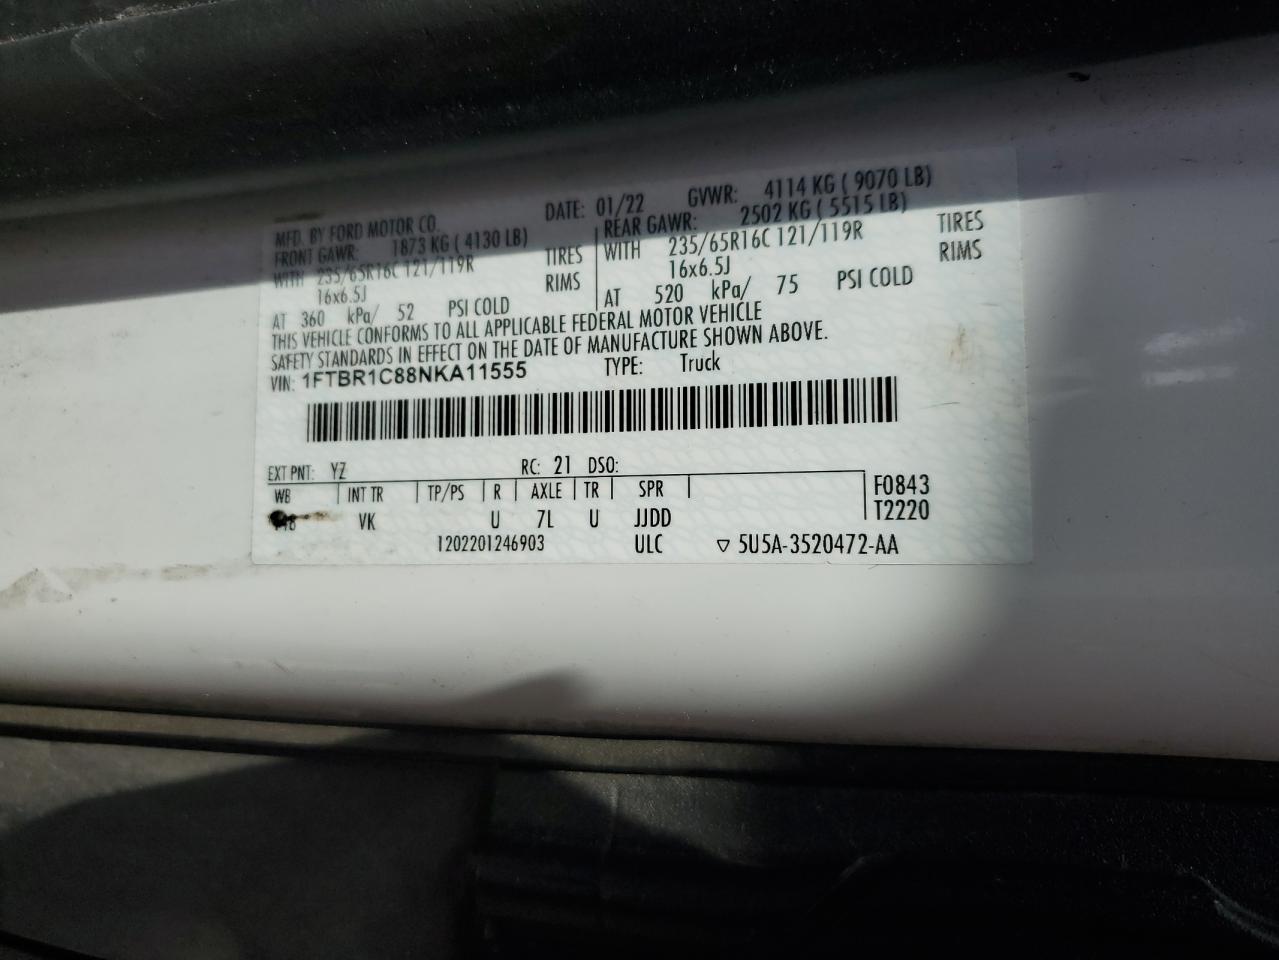 MFD. BY FORD MOTOR CO. DATE: 01/22 GVWR: 4114 KG ( 9070 LB)
FRONT GAWR: 1873 KG ( 4130 LB) REAR GAWR: 2502 KG ( 5515 LB)
WITH 235/65R16C 121/119R TIRES WITH 235/65R16C 121/119R TIRES
16x6.5J RIMS 16x6.5J RIMS
AT 360 kPa/ 52 PSI COLD AT 520 kPa/ 75 PSI COLD
THIS VEHICLE CONFORMS TO ALL APPLICABLE FEDERAL MOTOR VEHICLE
SAFETY STANDARDS IN EFFECT ON THE DATE OF MANUFACTURE SHOWN ABOVE.
VIN: 1FTBR1C88NKA11555 TYPE: Truck
EXT PNT: YZ RC: 21 DSO:
WB INT TR TP/PS R AXLE TR SPR F0843
VK U 7L U JJDD T2220
1202201246903 ULC ▽ 5U5A-3520472-AA